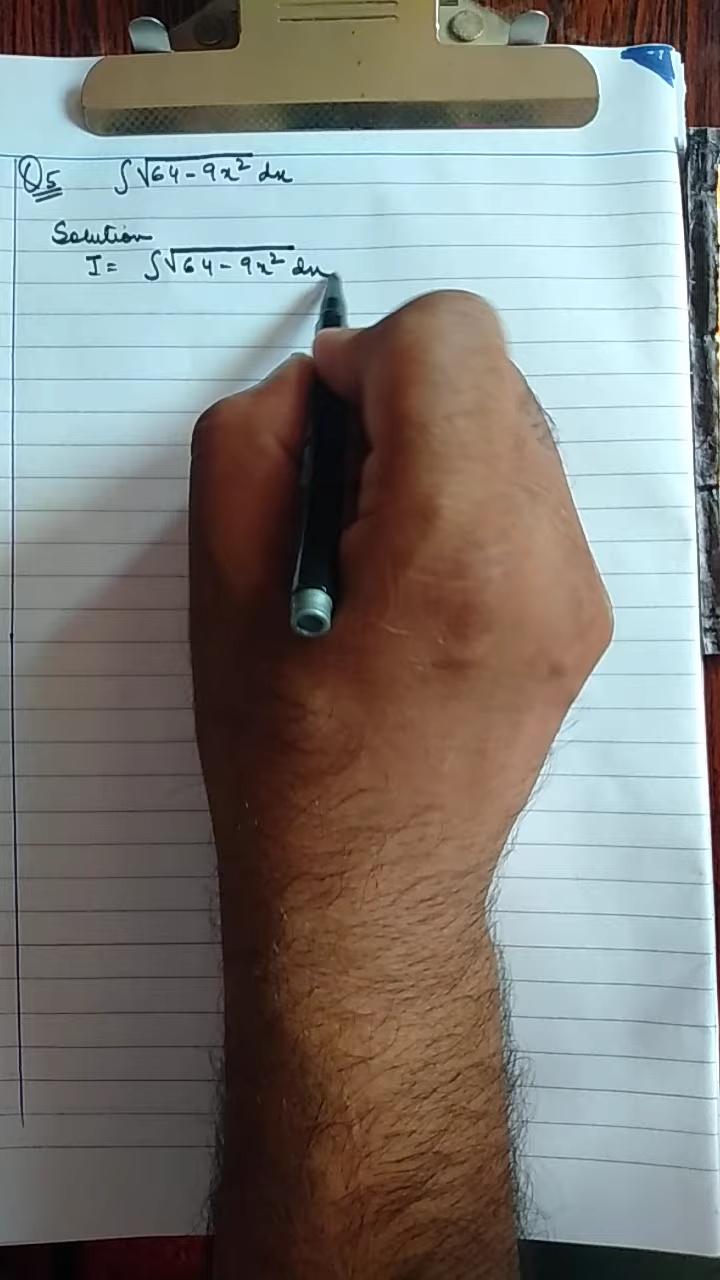 Q5 ∫√64-9x² dx
Solution
I = ∫√64-9x² dx